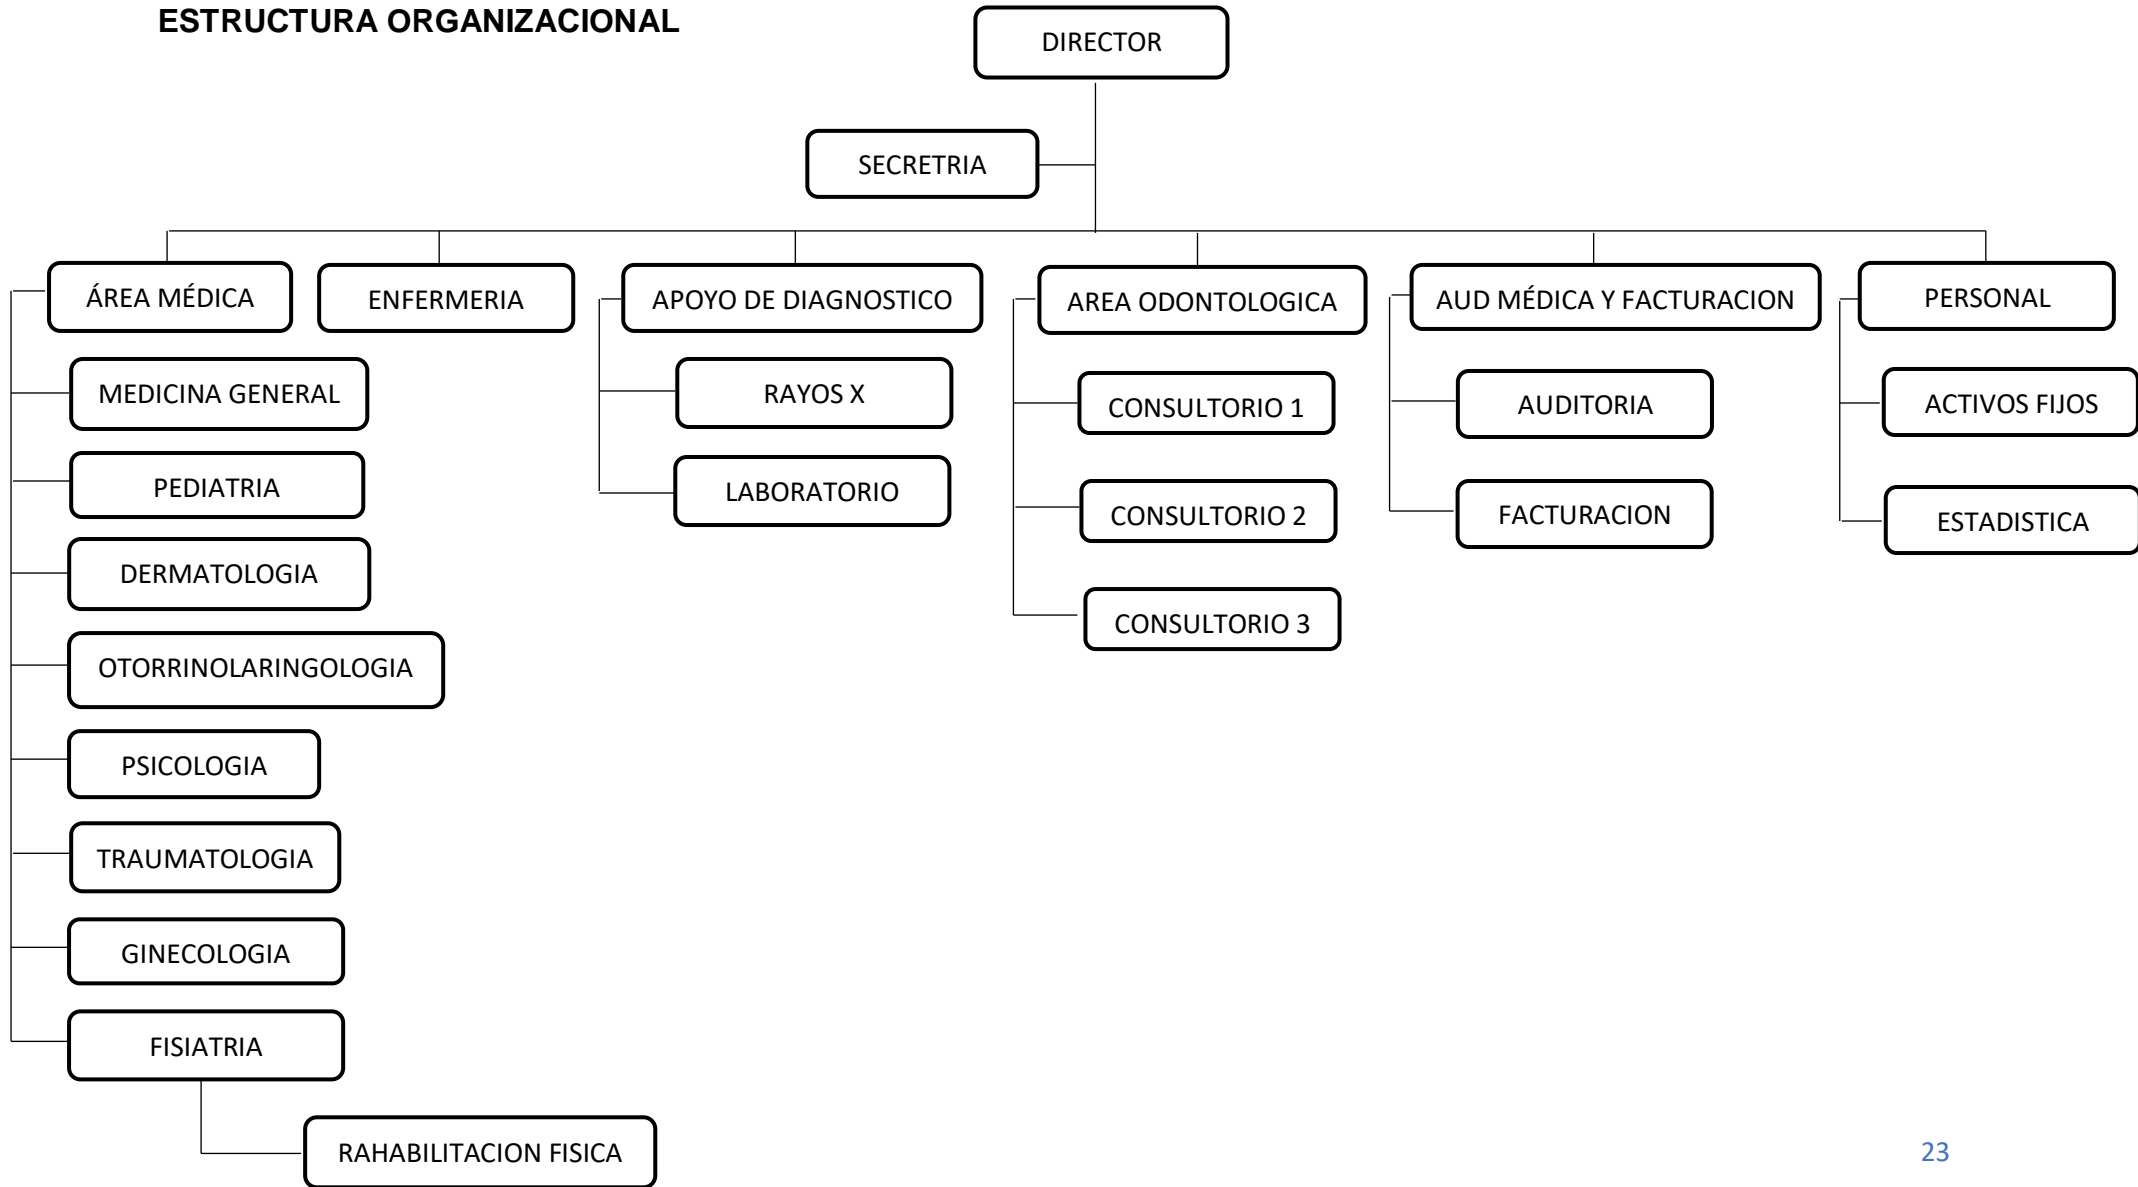 ESTRUCTURA ORGANIZACIONAL
DIRECTOR
SECRETRIA
ÁREA MÉDICA
ENFERMERIA
APOYO DE DIAGNOSTICO
AREA ODONTOLOGICA
AUD MÉDICA Y FACTURACION
PERSONAL
MEDICINA GENERAL
PEDIATRIA
DERMATOLOGIA
OTORRINOLARINGOLOGIA
PSICOLOGIA
TRAUMATOLOGIA
GINECOLOGIA
FISIATRIA
RAHABILITACION FISICA
RAYOS X
LABORATORIO
CONSULTORIO 1
CONSULTORIO 2
CONSULTORIO 3
AUDITORIA
FACTURACION
ACTIVOS FIJOS
ESTADISTICA
23